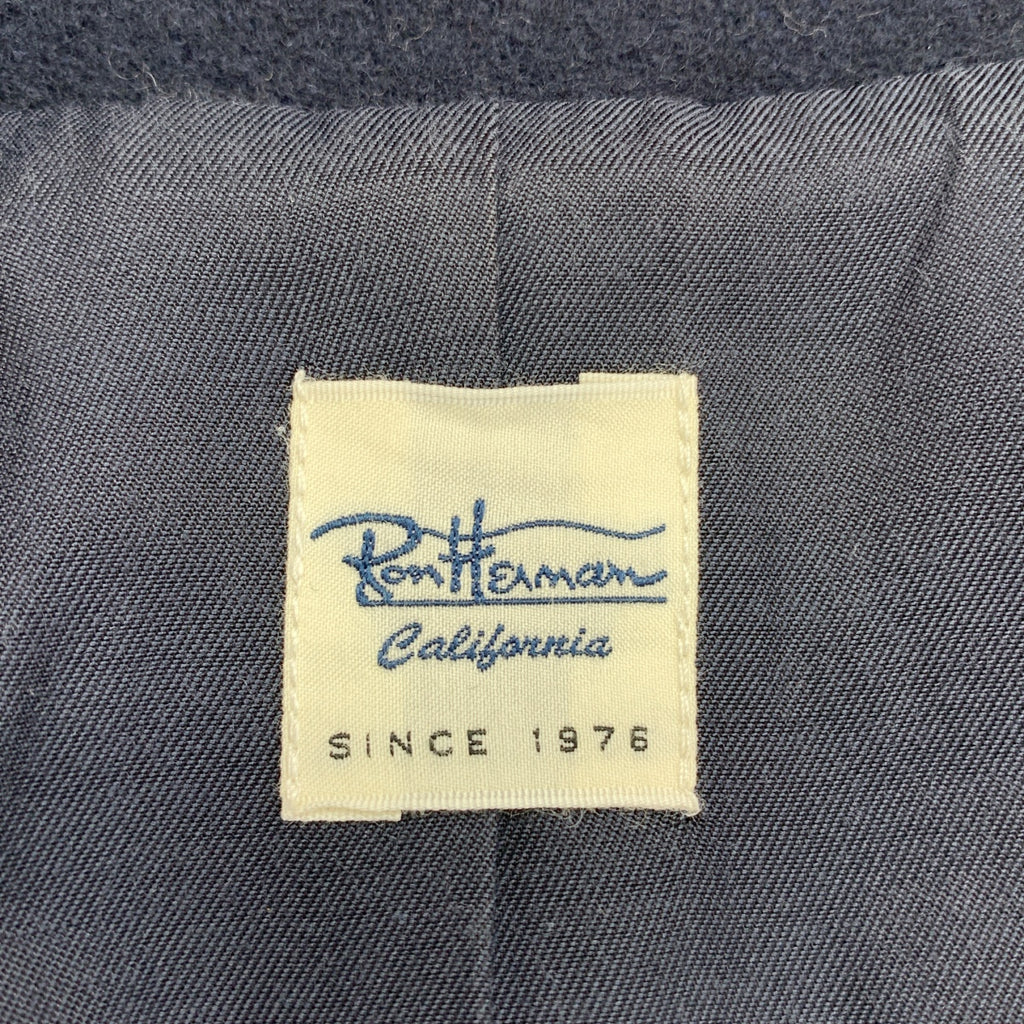 Ron Herman
California
SINCE 1976